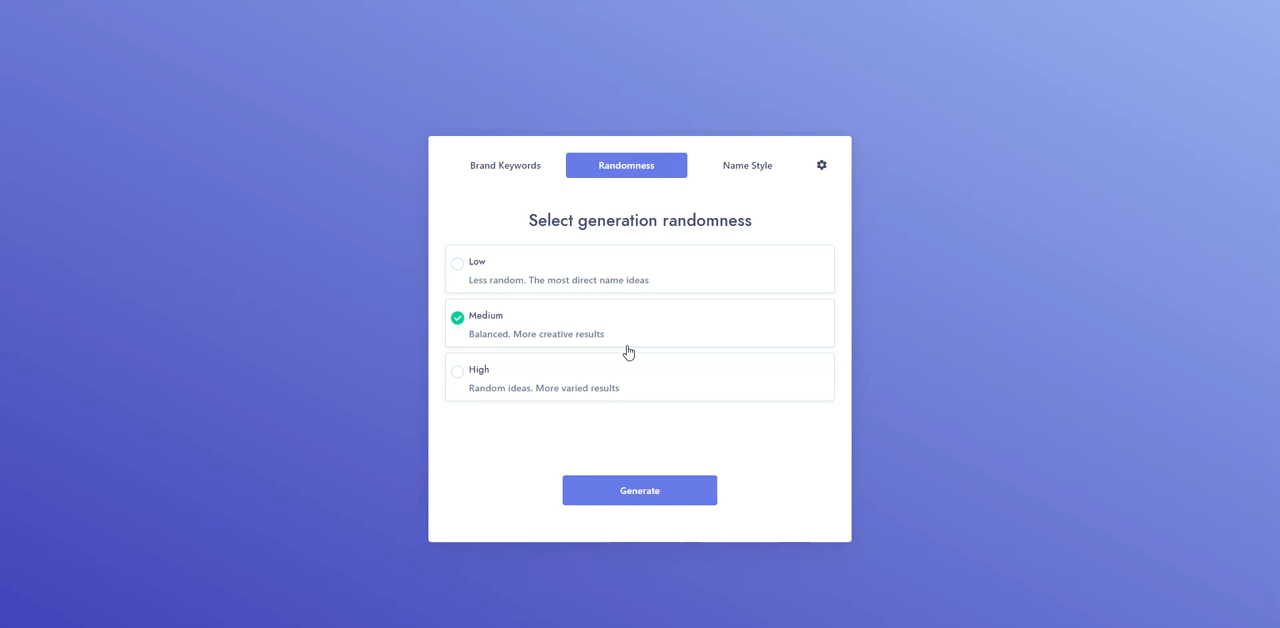 Brand Keywords
Randomness
Name Style
Select generation randomness
Low
Less random. The most direct name ideas
Medium
Balanced. More creative results
High
Random ideas. More varied results
Generate